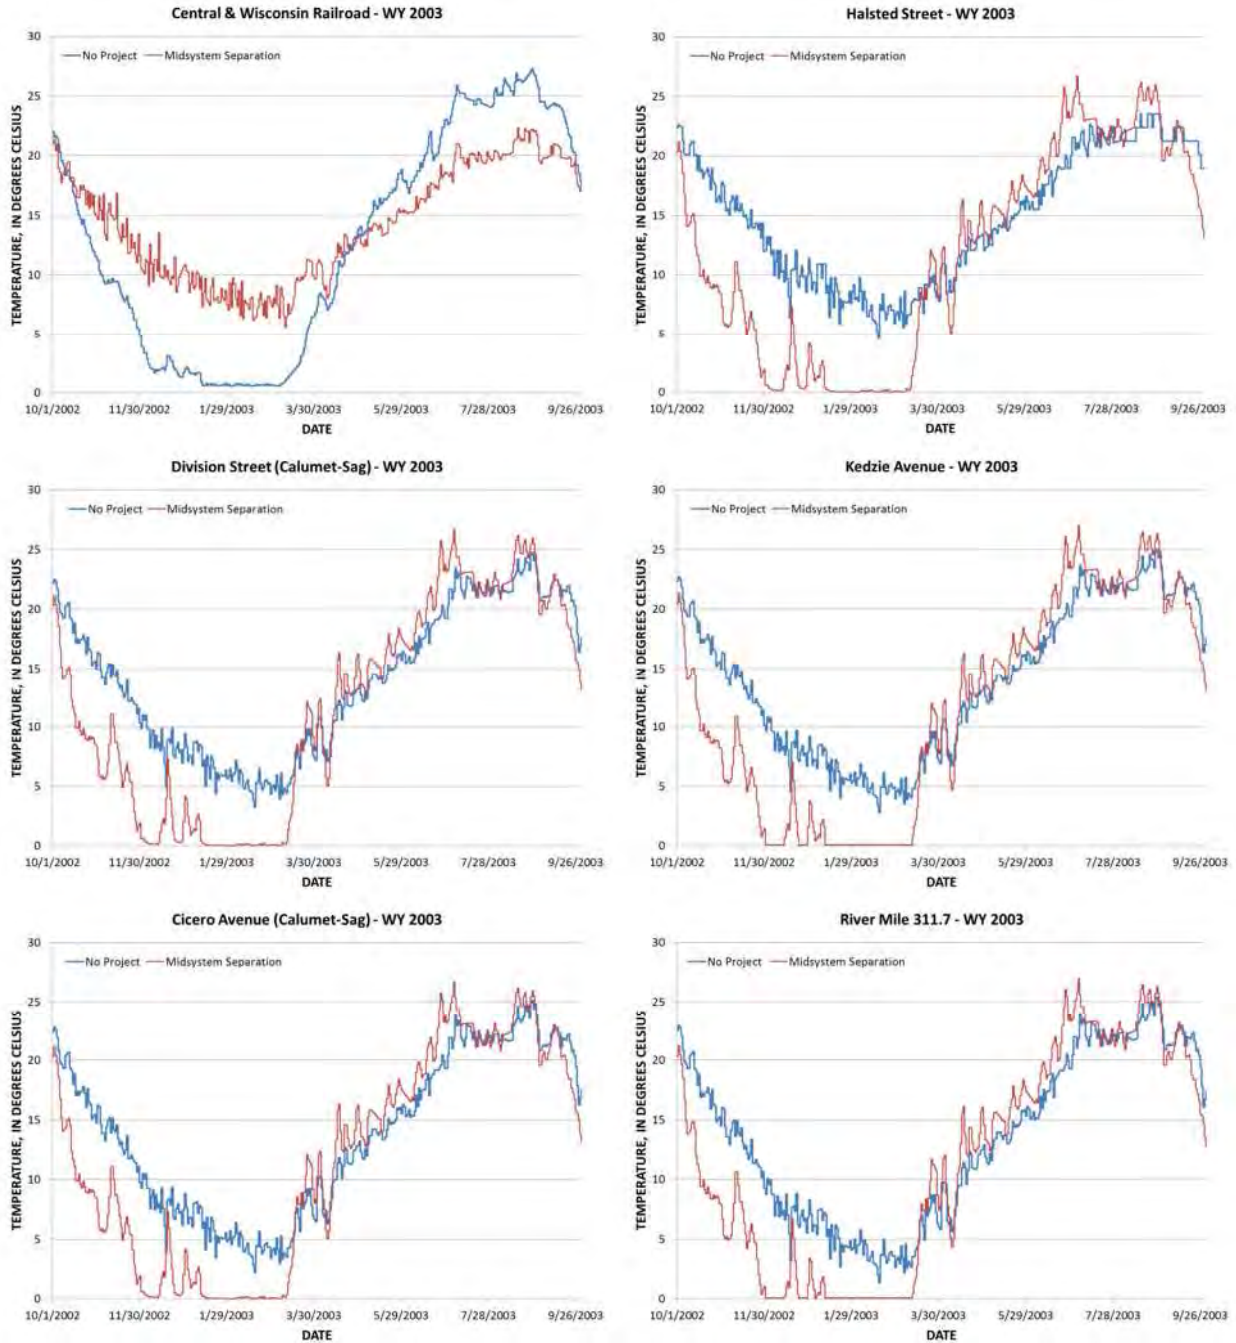 Central & Wisconsin Railroad - WY 2003
No Project Midsystem Separation
TEMPERATURE, IN DEGREES CELSIUS
30
25
20
15
10
5
0
10/1/2002 11/30/2002 1/29/2003 3/30/2003 5/29/2003 7/28/2003 9/26/2003
DATE
Halsted Street - WY 2003
No Project Midsystem Separation
TEMPERATURE, IN DEGREES CELSIUS
30
25
20
15
10
5
0
10/1/2002 11/30/2002 1/29/2003 3/30/2003 5/29/2003 7/28/2003 9/26/2003
DATE
Division Street (Calumet-Sag) - WY 2003
No Project Midsystem Separation
TEMPERATURE, IN DEGREES CELSIUS
30
25
20
15
10
5
0
10/1/2002 11/30/2002 1/29/2003 3/30/2003 5/29/2003 7/28/2003 9/26/2003
DATE
Kedzie Avenue - WY 2003
No Project Midsystem Separation
TEMPERATURE, IN DEGREES CELSIUS
30
25
20
15
10
5
0
10/1/2002 11/30/2002 1/29/2003 3/30/2003 5/29/2003 7/28/2003 9/26/2003
DATE
Cicero Avenue (Calumet-Sag) - WY 2003
No Project Midsystem Separation
TEMPERATURE, IN DEGREES CELSIUS
30
25
20
15
10
5
0
10/1/2002 11/30/2002 1/29/2003 3/30/2003 5/29/2003 7/28/2003 9/26/2003
DATE
River Mile 311.7 - WY 2003
No Project Midsystem Separation
TEMPERATURE, IN DEGREES CELSIUS
30
25
20
15
10
5
0
10/1/2002 11/30/2002 1/29/2003 3/30/2003 5/29/2003 7/28/2003 9/26/2003
DATE